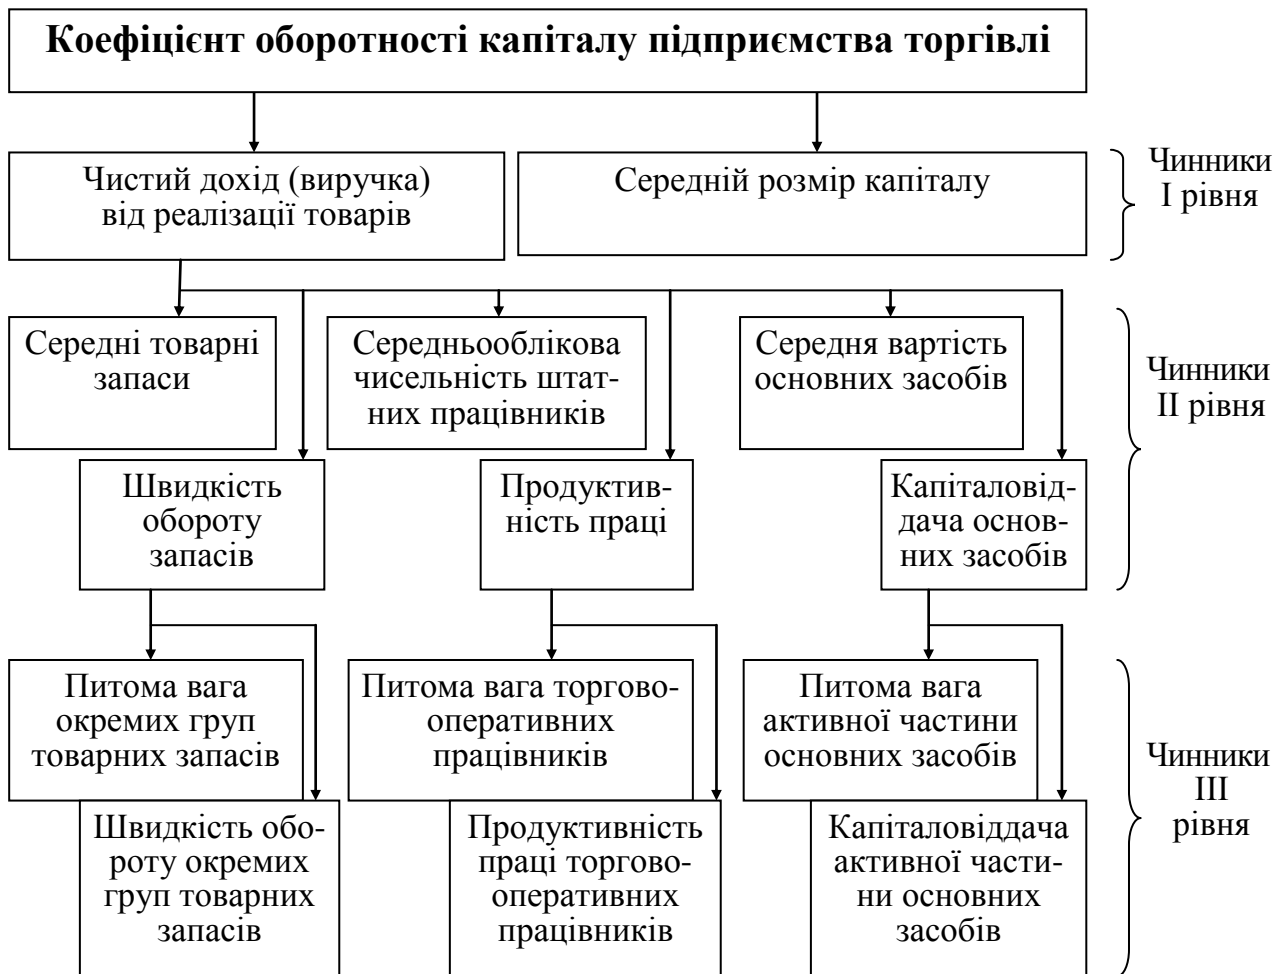 Коефіцієнт оборотності капіталу підприємства торгівлі
Чистий дохід (виручка)
від реалізації товарів
Середній розмір капіталу
Чинники
I рівня
Середні товарні
запаси
Середньооблікова
чисельність штат-
них працівників
Середня вартість
основних засобів
Чинники
II рівня
Швидкість
обороту
запасів
Продуктив-
ність праці
Капіталовід-
дача основ-
них засобів
Питома вага
окремих груп
товарних запасів
Питома вага торгово-
оперативних
працівників
Питома вага
активної частини
основних засобів
Чинники
III
рівня
Швидкість обо-
роту окремих
груп товарних
запасів
Продуктивність
праці торгово-
оперативних
працівників
Капіталовіддача
активної части-
ни основних
засобів